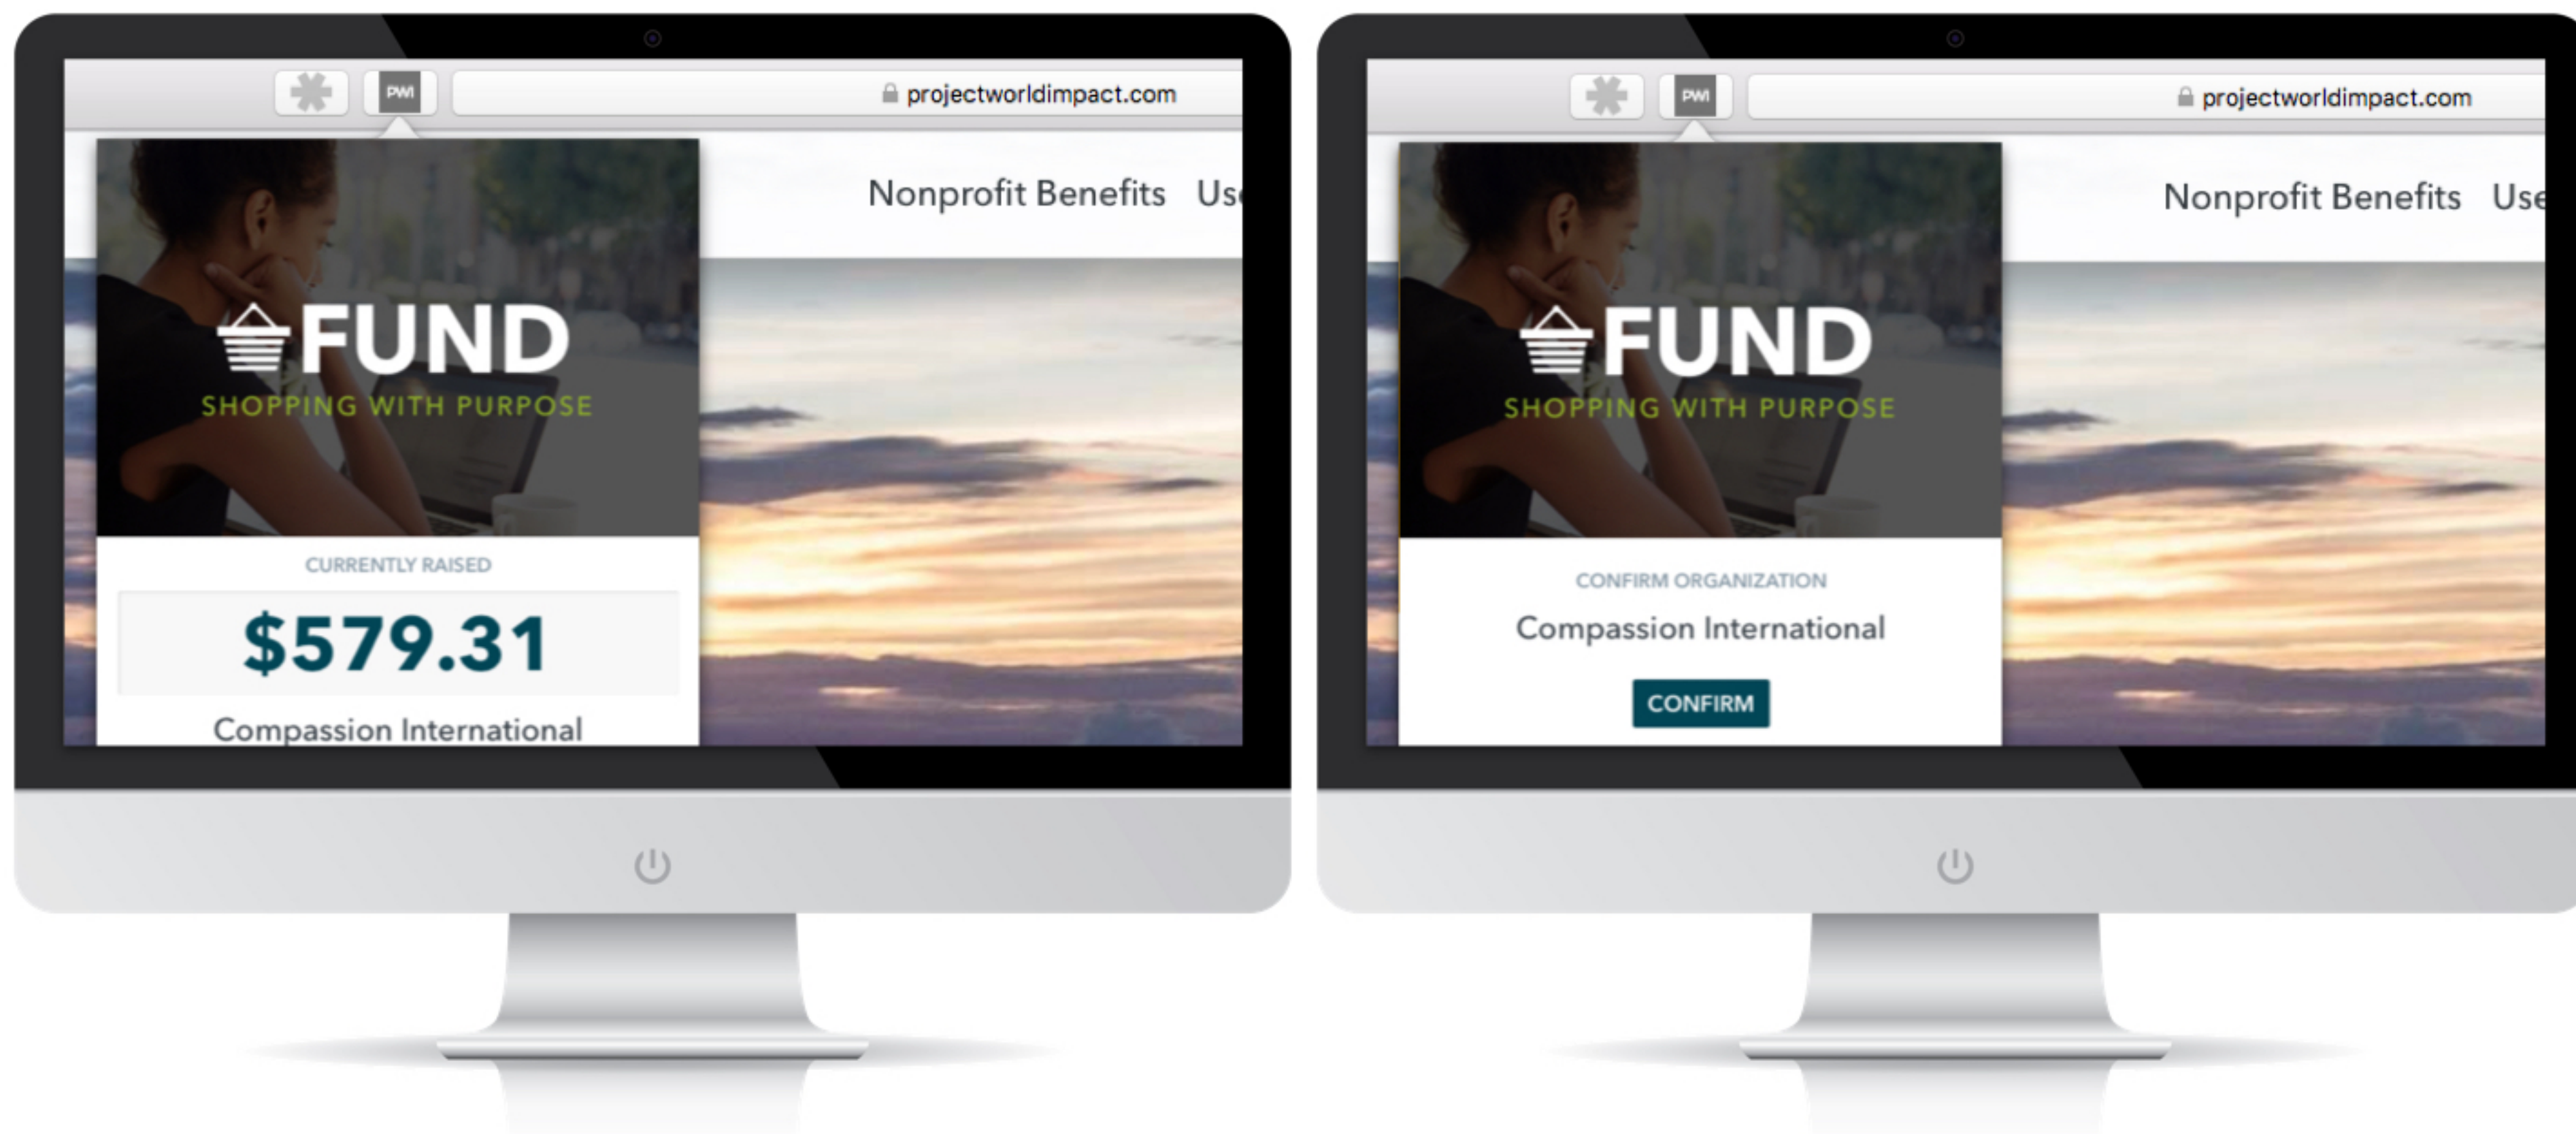 PWI
projectworldimpact.com
Nonprofit Benefits
FUND
SHOPPING WITH PURPOSE
CURRENTLY RAISED
$579.31
Compassion International
PWI
projectworldimpact.com
Nonprofit Benefits
FUND
SHOPPING WITH PURPOSE
CONFIRM ORGANIZATION
Compassion International
CONFIRM